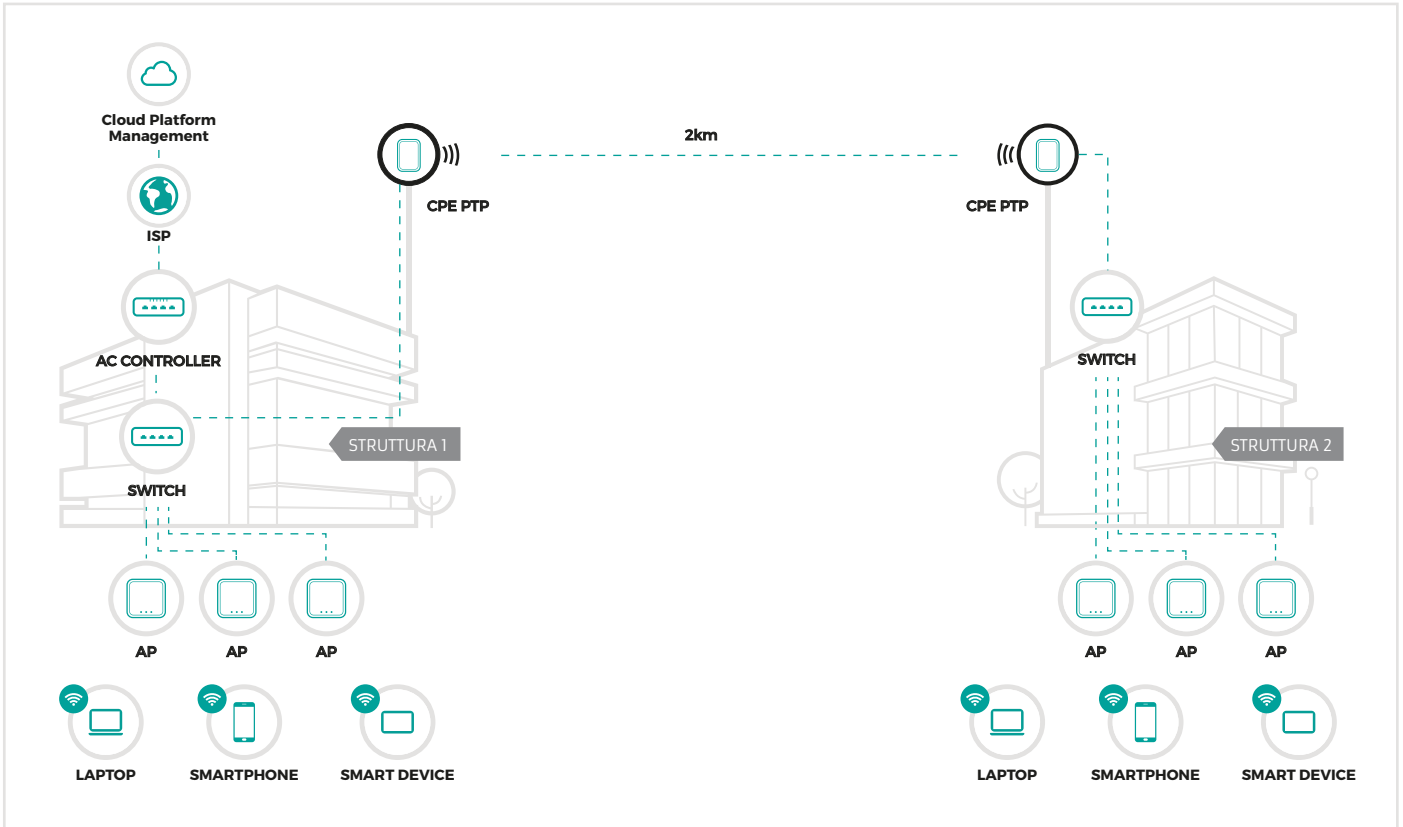 Cloud Platform
Management
2km
CPE PTP
CPE PTP
ISP
AC CONTROLLER
SWITCH
STRUTTURA 1
STRUTTURA 2
SWITCH
AP
AP
AP
AP
AP
AP
LAPTOP
SMARTPHONE
SMART DEVICE
LAPTOP
SMARTPHONE
SMART DEVICE